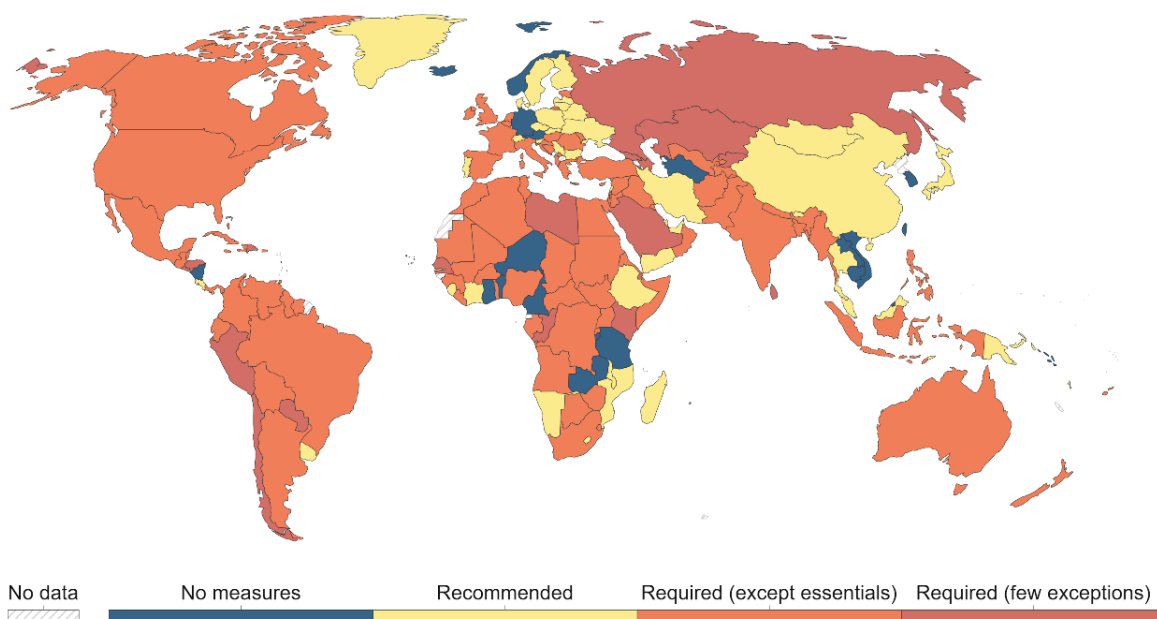 No data No measures Recommended Required (except essentials) Required (few exceptions)